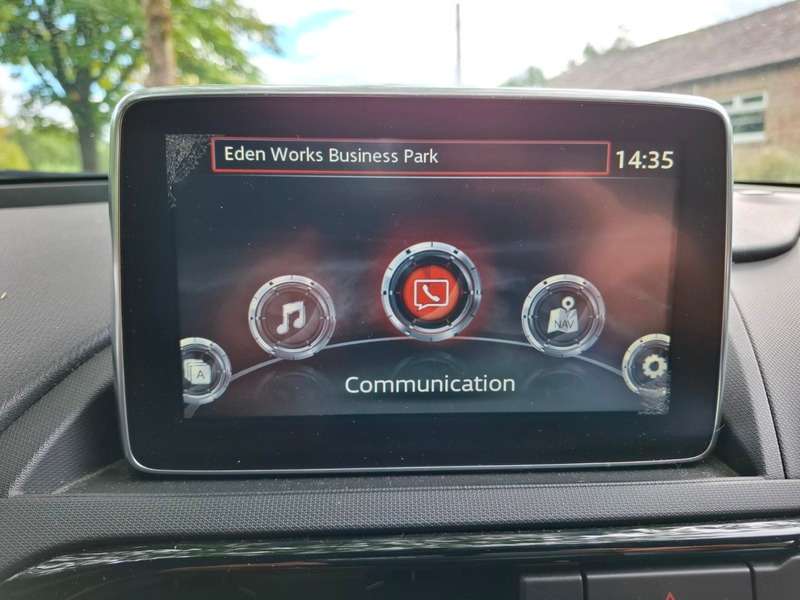 Eden Works Business Park
14:35
NAV
A
Communication